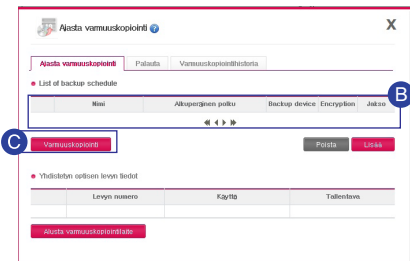 Ajasta varmuuskopiointi ? X
Ajasta varmuuskopiointi Palauta Varmuuskopiointihistoria
List of backup schedule
B
Nimi Alkuperäinen polku Backup device Encryption Jakso
C
Varmuuskopiointi Poista Lisää
Yhdistetyn optisen levyn tiedot
Levyn numero Käyttö Tallentava
Alusta varmuuskopiointilaite